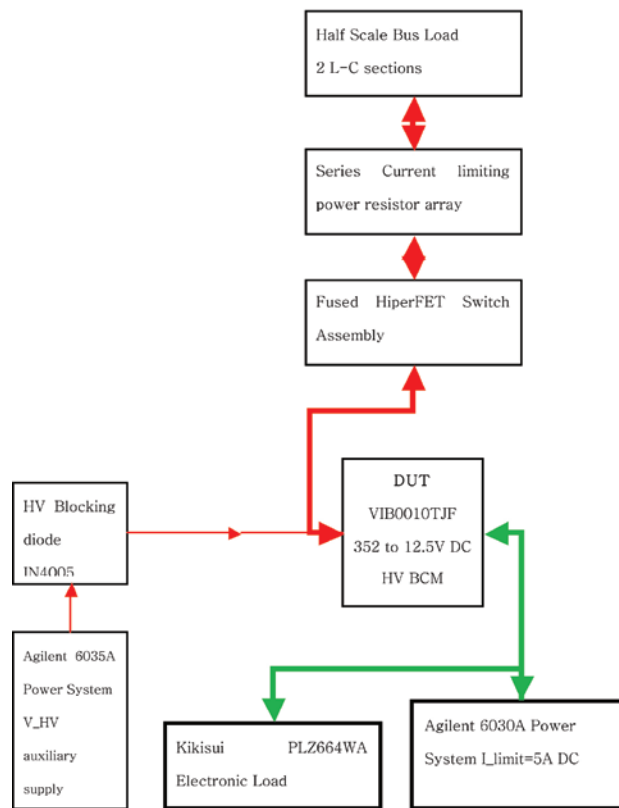 Half Scale Bus Load
2 L-C sections
Series Current limiting
power resistor array
Fused HiperFET Switch
Assembly
DUT
VIB0010TJF
352 to 12.5V DC
HV BCM
HV Blocking
diode
IN4005
Agilent 6035A
Power System
V_HV
auxiliary
supply
Kikisui PLZ664WA
Electronic Load
Agilent 6030A Power
System I_limit=5A DC